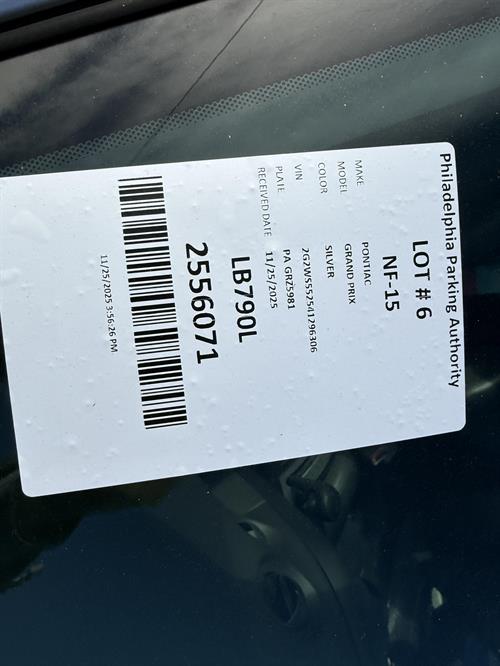 Philadelphia Parking Authority
LOT # 6
NF-15
MAKE PONTIAC
MODEL GRAND PRIX
COLOR SILVER
VIN 2G2WS552541296306
PLATE PA GRZ5981
RECEIVED DATE 11/25/2025
LB790L
2556071
11/25/2025 3:56:26 PM